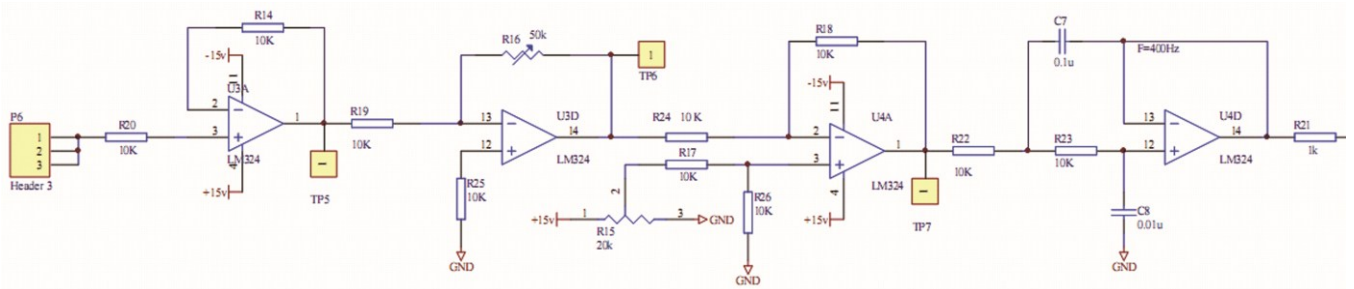 R14
10K
-15v
11
U3A
2
1
3
LM324
4
+15v
P6
1
2
3
Header 3
R20
10K
TP5
R19
10K
R16
50k
1
TP6
13
U3D
14
12
LM324
R25
10K
GND
R24
10 K
R17
10K
2
+15v
1
R15
20k
3
GND
R26
10K
GND
R18
10K
-15v
11
U4A
2
1
3
LM324
4
+15v
TP7
R22
10K
C7
0.1u
F=400Hz
R23
10K
13
U4D
14
12
LM324
C8
0.01u
GND
R21
1k